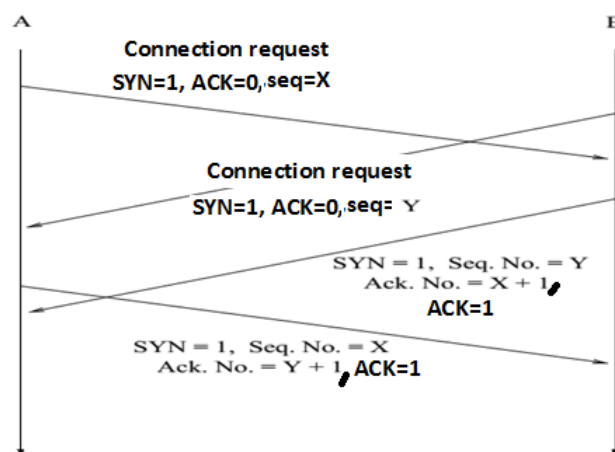 A
Connection request
SYN=1, ACK=0, seq=X
Connection request
SYN=1, ACK=0, seq= Y
SYN = 1, Seq. No. = Y
Ack. No. = X + 1,
ACK=1
SYN = 1, Seq. No. = X
Ack. No. = Y + 1, ACK=1